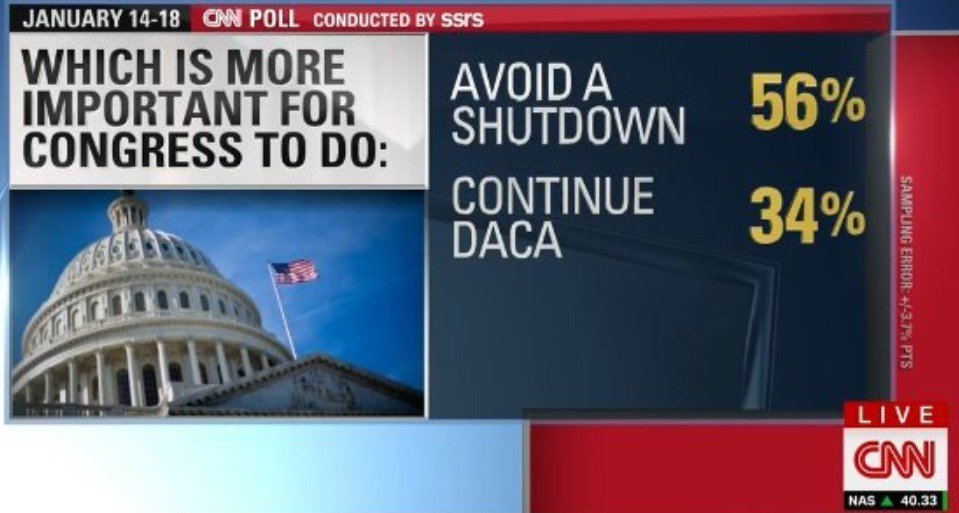 JANUARY 14-18 CNN POLL CONDUCTED BY SSRS
WHICH IS MORE
IMPORTANT FOR
CONGRESS TO DO:
AVOID A
SHUTDOWN
56%
CONTINUE
DACA
34%
SAMPLING ERROR: +/-3.7% PTS
LIVE
CNN
NAS ▲ 40.33